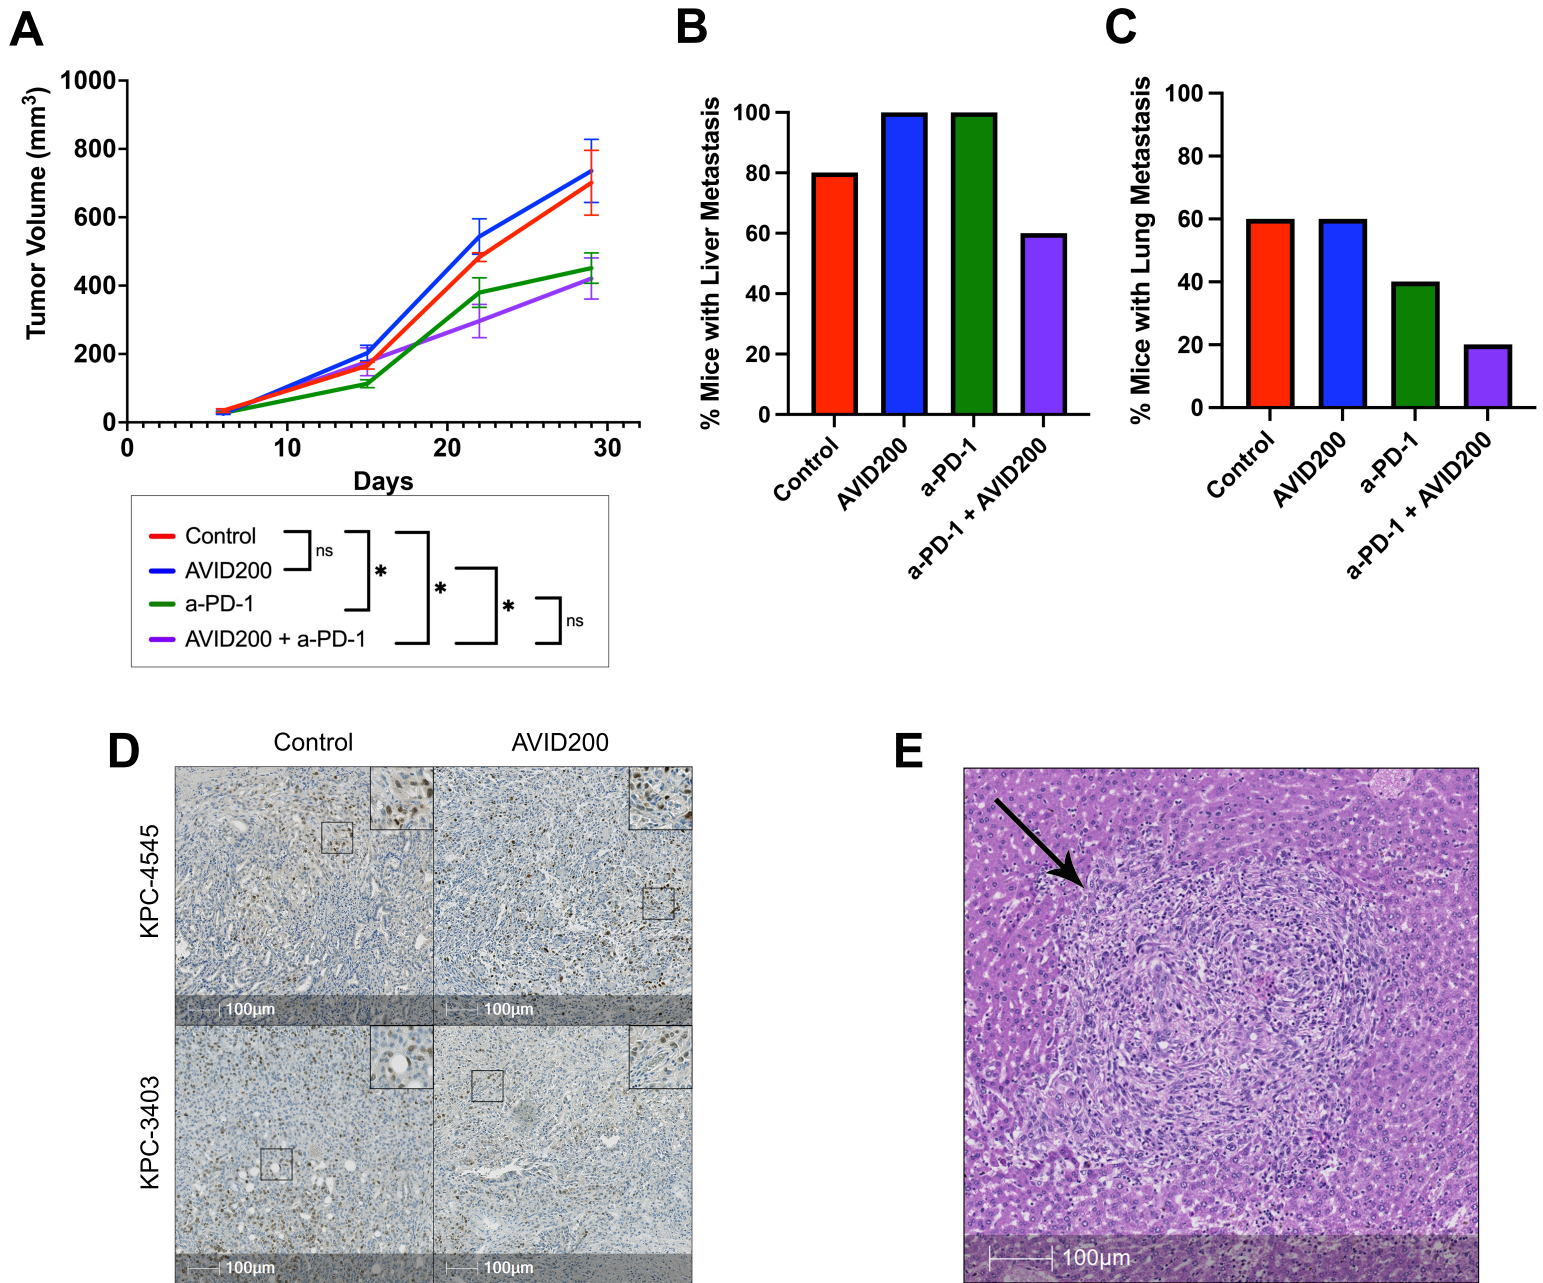 A
Tumor Volume (mm³)
1000
800
600
400
200
0
0 10 20 30
Days
Control
AVID200
a-PD-1
AVID200 + a-PD-1
ns
*
*
*
ns
B
% Mice with Liver Metastasis
100
80
60
40
20
0
Control
AVID200
a-PD-1
a-PD-1 + AVID200
C
% Mice with Lung Metastasis
100
80
60
40
20
0
Control
AVID200
a-PD-1
a-PD-1 + AVID200
D
Control AVID200
KPC-4545
100µm
100µm
KPC-3403
100µm
100µm
E
100µm